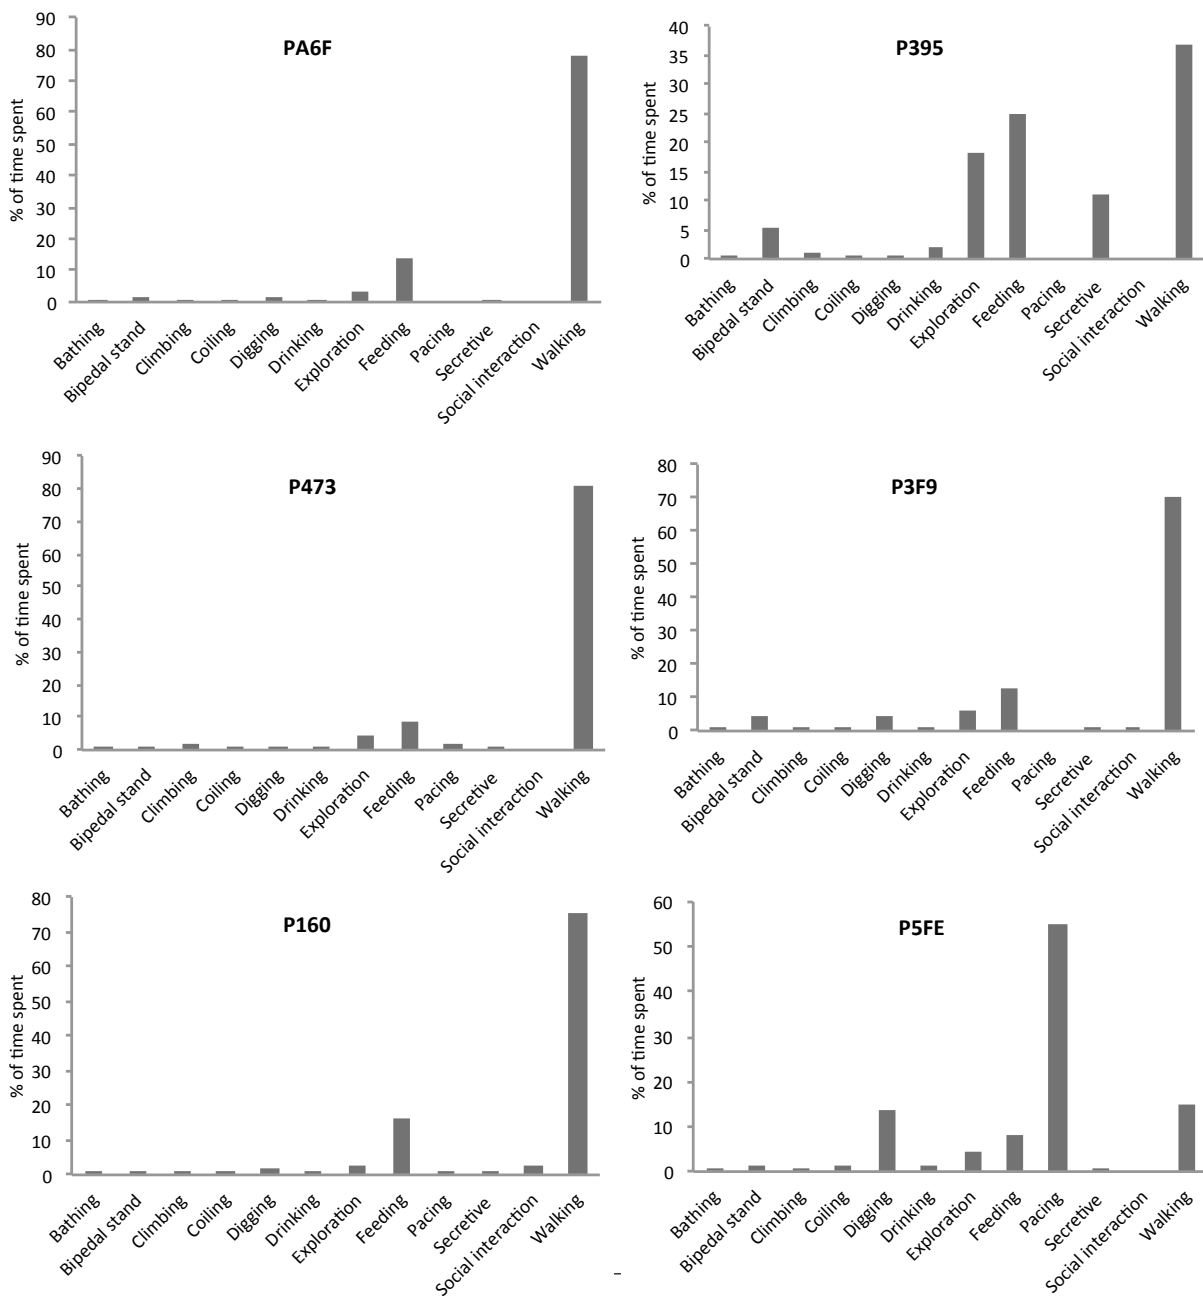 PA6F
% of time spent
90
80
70
60
50
40
30
20
10
0
Bathing
Bipedal stand
Climbing
Coiling
Digging
Drinking
Exploration
Feeding
Pacing
Secretive
Social interaction
Walking
P395
% of time spent
40
35
30
25
20
15
10
5
0
Bathing
Bipedal stand
Climbing
Coiling
Digging
Drinking
Exploration
Feeding
Pacing
Secretive
Social interaction
Walking
P473
% of time spent
90
80
70
60
50
40
30
20
10
0
Bathing
Bipedal stand
Climbing
Coiling
Digging
Drinking
Exploration
Feeding
Pacing
Secretive
Social interaction
Walking
P3F9
% of time spent
80
70
60
50
40
30
20
10
0
Bathing
Bipedal stand
Climbing
Coiling
Digging
Drinking
Exploration
Feeding
Pacing
Secretive
Social interaction
Walking
P160
% of time spent
80
70
60
50
40
30
20
10
0
Bathing
Bipedal stand
Climbing
Coiling
Digging
Drinking
Exploration
Feeding
Pacing
Secretive
Social interaction
Walking
P5FE
% of time spent
60
50
40
30
20
10
0
Bathing
Bipedal stand
Climbing
Coiling
Digging
Drinking
Exploration
Feeding
Pacing
Secretive
Social interaction
Walking